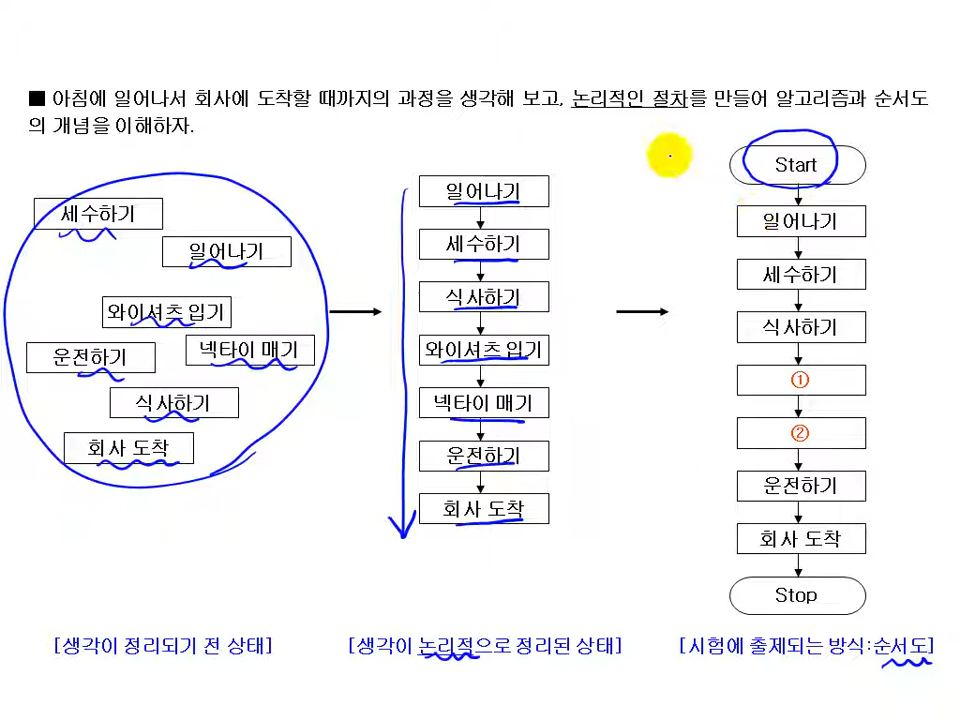 ■ 아침에 일어나서 회사에 도착할 때까지의 과정을 생각해 보고, 논리적인 절차를 만들어 알고리즘과 순서도
의 개념을 이해하자.
세수하기
일어나기
와이셔츠 입기
운전하기
넥타이 매기
식사하기
회사 도착
[생각이 정리되기 전 상태]
일어나기
세수하기
식사하기
와이셔츠 입기
넥타이 매기
운전하기
회사 도착
[생각이 논리적으로 정리된 상태]
Start
일어나기
세수하기
식사하기
①
②
운전하기
회사 도착
Stop
[시험에 출제되는 방식:순서도]